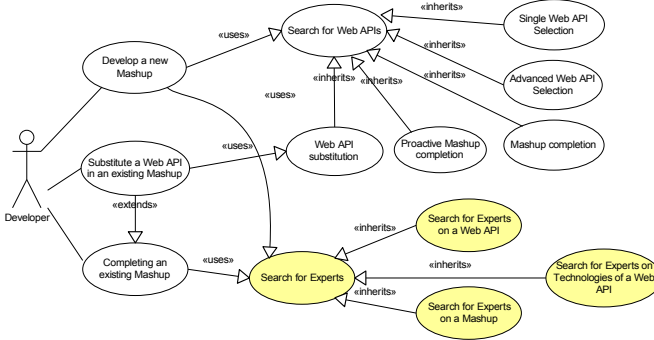 «inherits»
Single Web API
Selection
«uses»
Search for Web APIs
Develop a new
Mashup
«inherits»
«inherits»
«inherits»
«inherits»
Advanced Web API
Selection
«uses»
«uses»
Web API
substitution
Proactive Mashup
completion
Mashup completion
Substitute a Web API
in an existing Mashup
Developer
«extends»
Search for Experts
on a Web API
«inherits»
Completing an
existing Mashup
«uses»
Search for Experts
«inherits»
Search for Experts on
Technologies of a Web
API
«inherits»
Search for Experts
on a Mashup